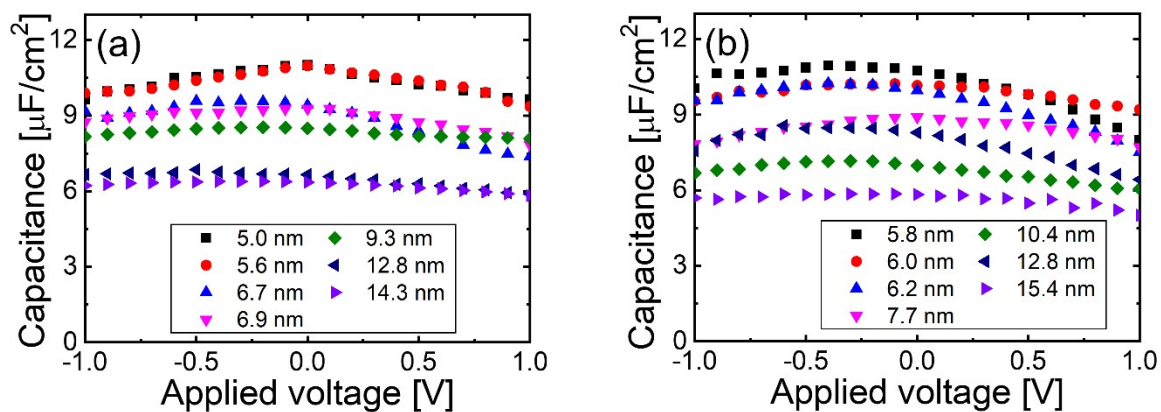 (a)
Capacitance [μF/cm²]
12
9
6
3
0
5.0 nm 9.3 nm
5.6 nm 12.8 nm
6.7 nm 14.3 nm
6.9 nm
-1.0 -0.5 0.0 0.5 1.0
Applied voltage [V]
(b)
Capacitance [μF/cm²]
12
9
6
3
0
5.8 nm 10.4 nm
6.0 nm 12.8 nm
6.2 nm 15.4 nm
7.7 nm
-1.0 -0.5 0.0 0.5 1.0
Applied voltage [V]